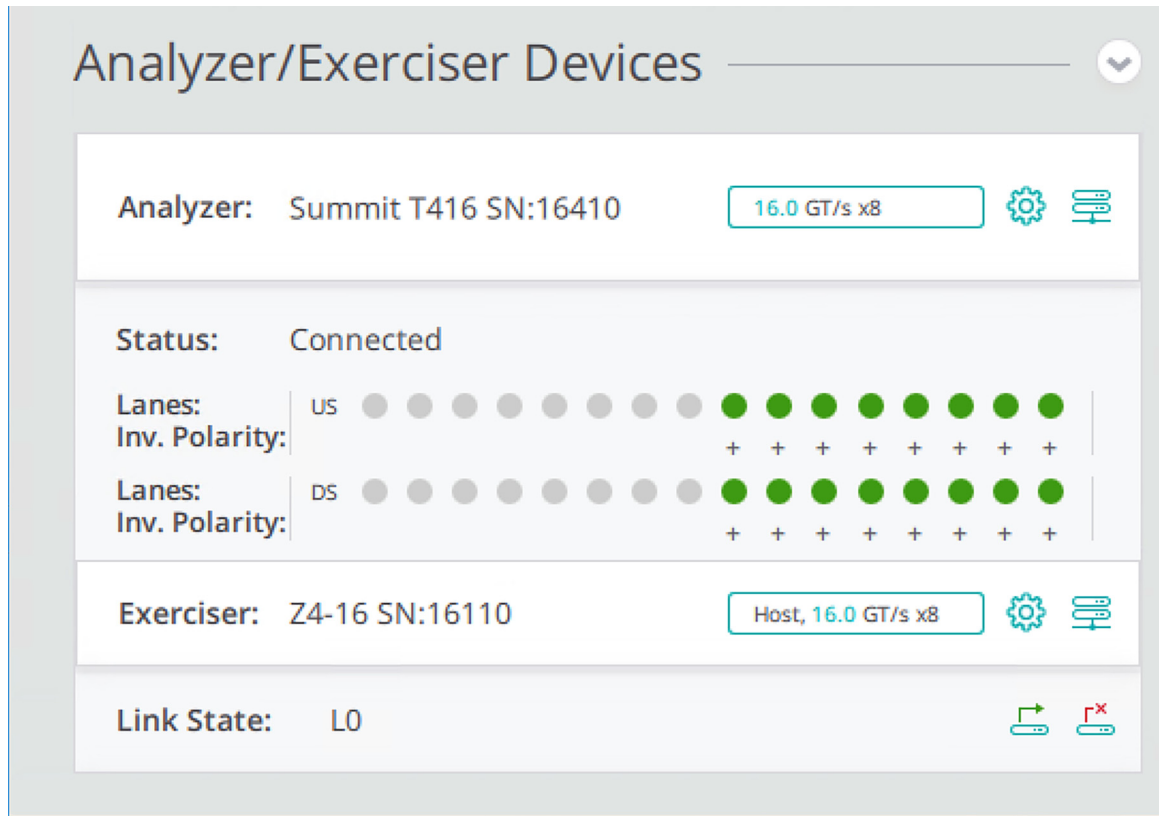 Analyzer/Exerciser Devices
Analyzer: Summit T416 SN:16410 16.0 GT/s x8
Status: Connected
Lanes: US
Inv. Polarity: + + + + + + + +
Lanes: DS
Inv. Polarity: + + + + + + + +
Exerciser: Z4-16 SN:16110 Host, 16.0 GT/s x8
Link State: L0